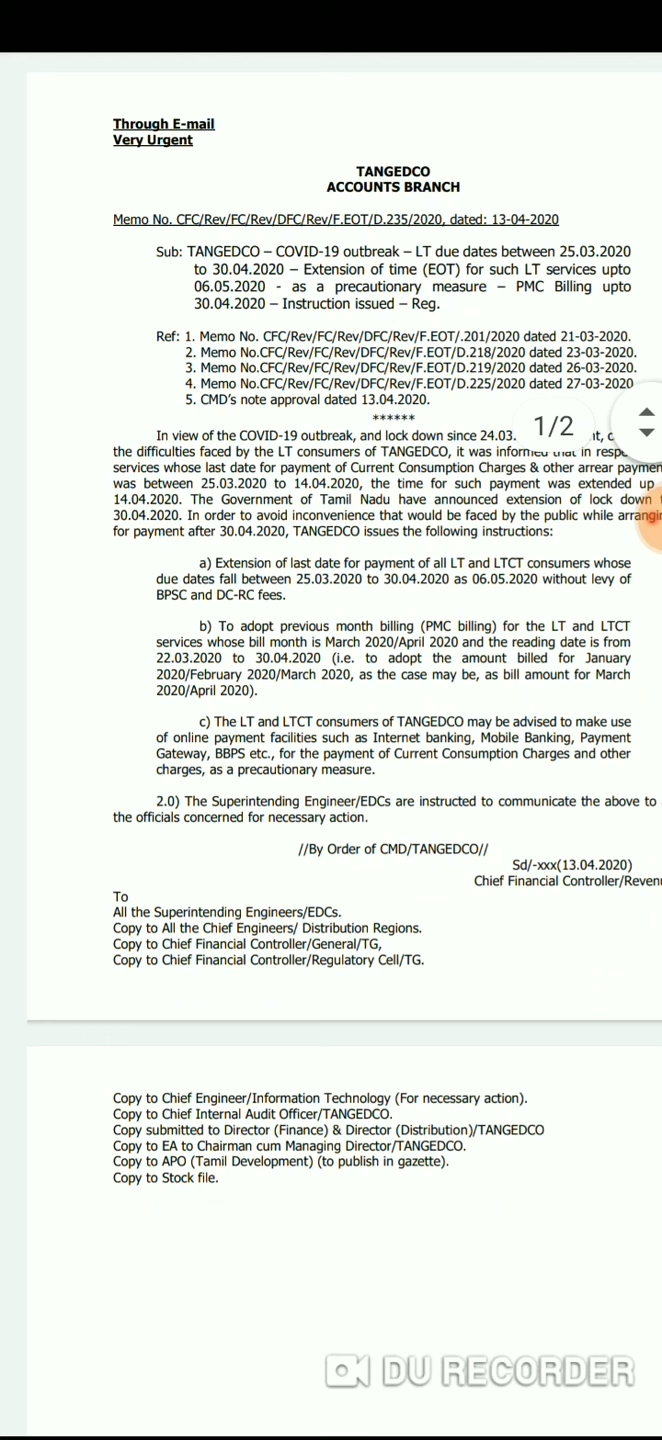 Through E-mail
Very Urgent
TANGEDCO
ACCOUNTS BRANCH
Memo No. CFC/Rev/FC/Rev/DFC/Rev/F.EOT/D.235/2020, dated: 13-04-2020
Sub: TANGEDCO – COVID-19 outbreak – LT due dates between 25.03.2020
to 30.04.2020 – Extension of time (EOT) for such LT services upto
06.05.2020 - as a precautionary measure – PMC Billing upto
30.04.2020 – Instruction issued – Reg.
Ref: 1. Memo No. CFC/Rev/FC/Rev/DFC/Rev/F.EOT/.201/2020 dated 21-03-2020.
2. Memo No.CFC/Rev/FC/Rev/DFC/Rev/F.EOT/D.218/2020 dated 23-03-2020.
3. Memo No.CFC/Rev/FC/Rev/DFC/Rev/F.EOT/D.219/2020 dated 26-03-2020.
4. Memo No.CFC/Rev/FC/Rev/DFC/Rev/F.EOT/D.225/2020 dated 27-03-2020
5. CMD's note approval dated 13.04.2020.
******
In view of the COVID-19 outbreak, and lock down since 24.03.
1/2
the difficulties faced by the LT consumers of TANGEDCO, it was informed that in
services whose last date for payment of Current Consumption Charges & other arrear
was between 25.03.2020 to 14.04.2020, the time for such payment was extended up
14.04.2020. The Government of Tamil Nadu have announced extension of lock down
30.04.2020. In order to avoid inconvenience that would be faced by the public while
for payment after 30.04.2020, TANGEDCO issues the following instructions:
a) Extension of last date for payment of all LT and LTCT consumers whose
due dates fall between 25.03.2020 to 30.04.2020 as 06.05.2020 without levy of
BPSC and DC-RC fees.
b) To adopt previous month billing (PMC billing) for the LT and LTCT
services whose bill month is March 2020/April 2020 and the reading date is from
22.03.2020 to 30.04.2020 (i.e. to adopt the amount billed for January
2020/February 2020/March 2020, as the case may be, as bill amount for March
2020/April 2020).
c) The LT and LTCT consumers of TANGEDCO may be advised to make use
of online payment facilities such as Internet banking, Mobile Banking, Payment
Gateway, BBPS etc., for the payment of Current Consumption Charges and other
charges, as a precautionary measure.
2.0) The Superintending Engineer/EDCs are instructed to communicate the above to
the officials concerned for necessary action.
//By Order of CMD/TANGEDCO//
Sd/-xxx(13.04.2020)
Chief Financial Controller/Reven
To
All the Superintending Engineers/EDCs.
Copy to All the Chief Engineers/ Distribution Regions.
Copy to Chief Financial Controller/General/TG,
Copy to Chief Financial Controller/Regulatory Cell/TG.
Copy to Chief Engineer/Information Technology (For necessary action).
Copy to Chief Internal Audit Officer/TANGEDCO.
Copy submitted to Director (Finance) & Director (Distribution)/TANGEDCO
Copy to EA to Chairman cum Managing Director/TANGEDCO.
Copy to APO (Tamil Development) (to publish in gazette).
Copy to Stock file.
DU RECORDER